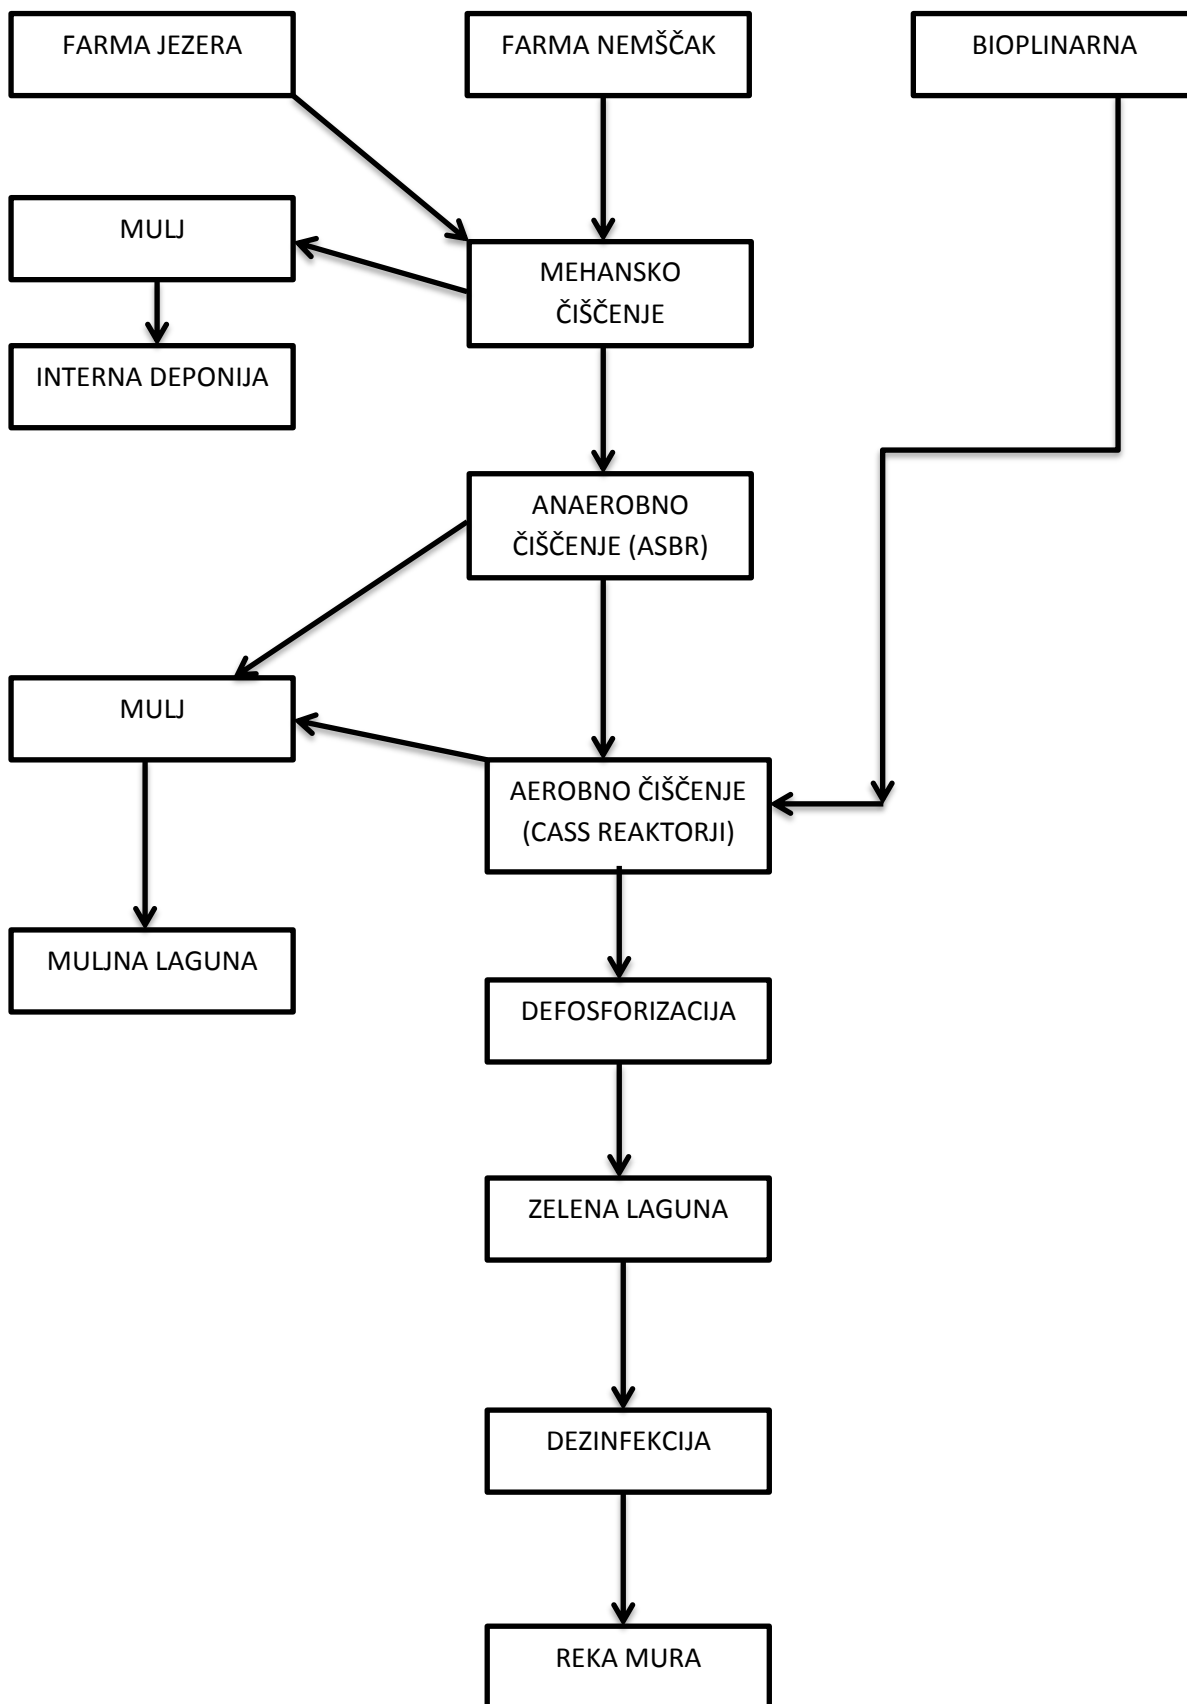 FARMA JEZERA
FARMA NEMŠČAK
BIOPLINARNA
MULJ
MEHANSKO
ČIŠČENJE
INTERNA DEPONIJA
ANAEROBNO
ČIŠČENJE (ASBR)
MULJ
AEROBNO ČIŠČENJE
(CASS REAKTORJI)
MULJNA LAGUNA
DEFOSFORIZACIJA
ZELENA LAGUNA
DEZINFEKCIJA
REKA MURA